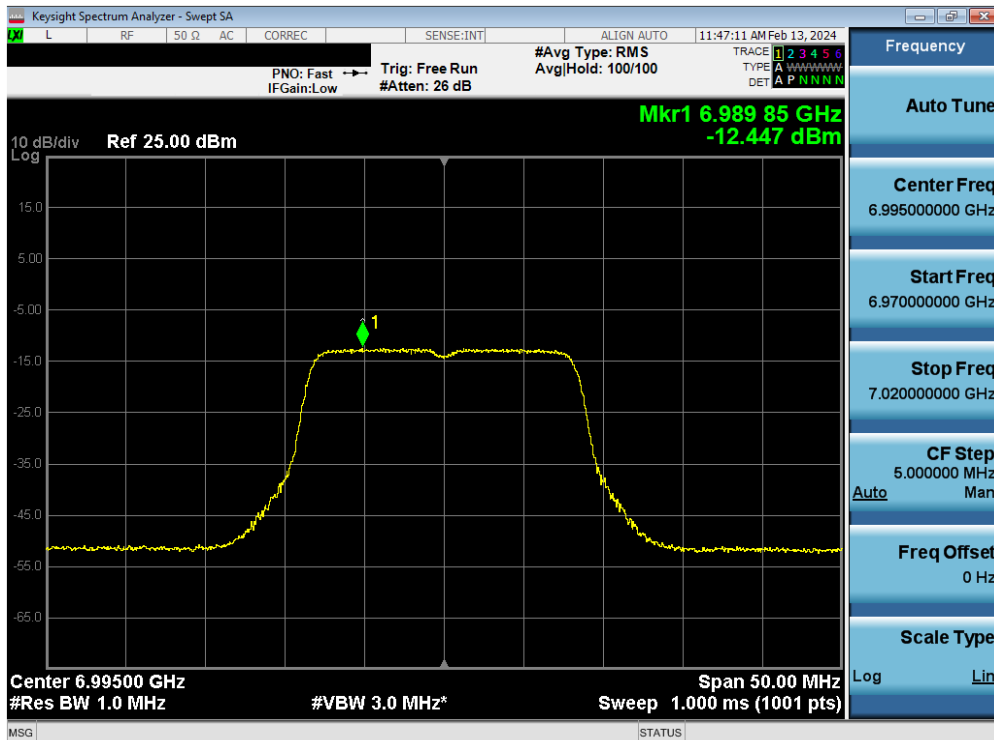 Keysight Spectrum Analyzer - Swept SA
LXI L RF 50 Ω AC CORREC SENSE:INT ALIGN AUTO 11:47:11 AM Feb 13, 2024
PNO: Fast
IFGain:Low
Trig: Free Run
#Atten: 26 dB
#Avg Type: RMS
Avg|Hold: 100/100
TRACE 1 2 3 4 5 6
TYPE A WWWWW
DET A P N N N N
Mkr1 6.989 85 GHz
-12.447 dBm
10 dB/div Ref 25.00 dBm
Log
15.0
5.00
-5.00
-15.0
-25.0
-35.0
-45.0
-55.0
-65.0
1
Center 6.99500 GHz Span 50.00 MHz
#Res BW 1.0 MHz #VBW 3.0 MHz* Sweep 1.000 ms (1001 pts)
MSG STATUS
Frequency
Auto Tune
Center Freq
6.995000000 GHz
Start Freq
6.970000000 GHz
Stop Freq
7.020000000 GHz
CF Step
5.000000 MHz
Auto Man
Freq Offset
0 Hz
Scale Type
Log Lin